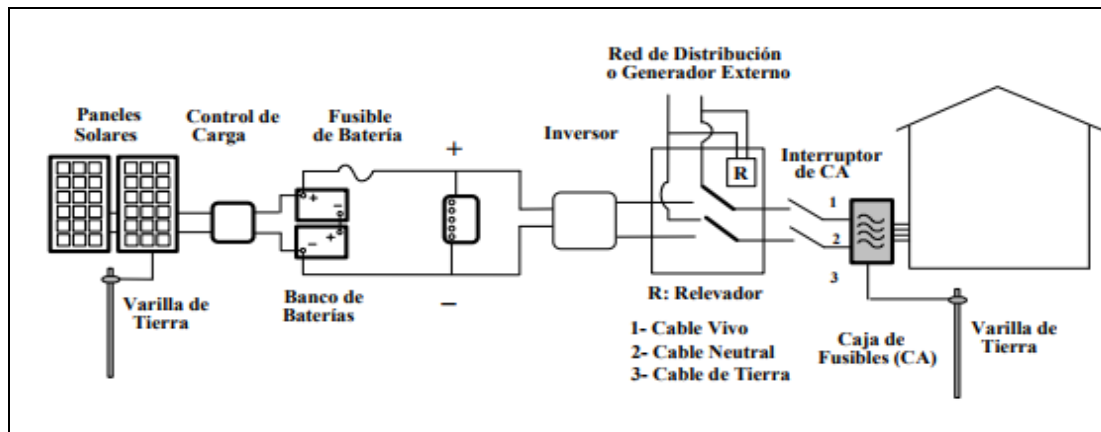 Red de Distribución
o Generador Externo
Paneles
Solares
Control de
Carga
Fusible
de Batería
Inversor
Interruptor
de CA
+
+
-
+
-
R
1
2
3
–
Varilla de
Tierra
Banco de
Baterías
R: Relevador
1- Cable Vivo
2- Cable Neutral
3- Cable de Tierra
Caja de
Fusibles (CA)
Varilla de
Tierra